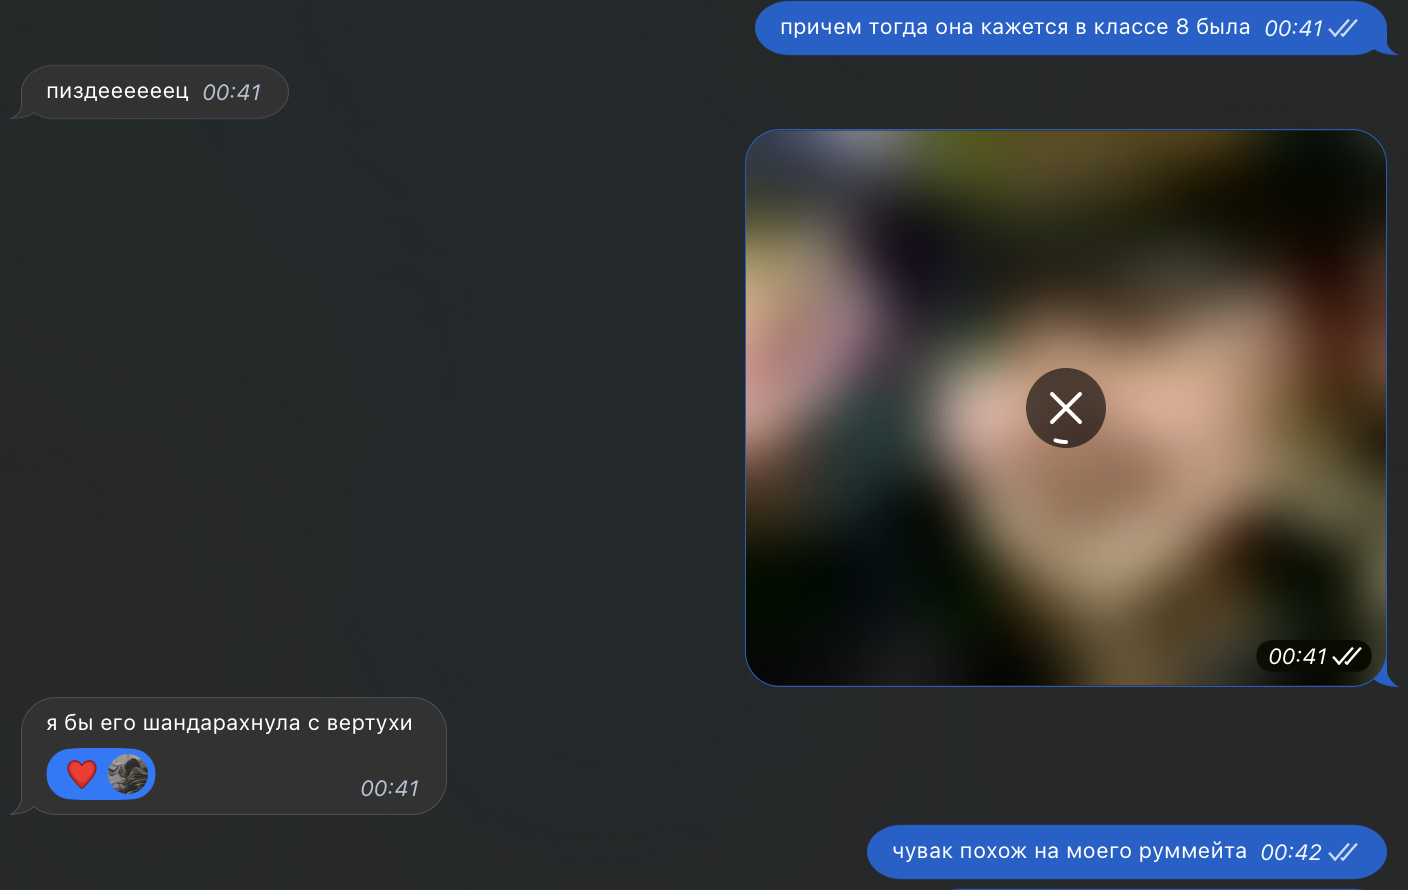 причем тогда она кажется в классе 8 была 00:41
пиздеееееец 00:41
00:41
я бы его шандарахнула с вертухи
00:41
чувак похож на моего руммейта 00:42